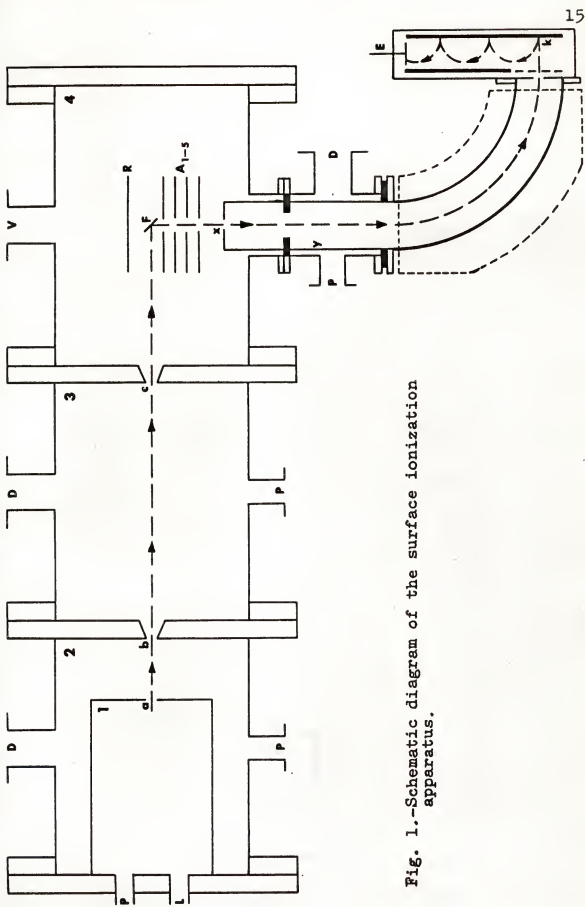 15
E
k
4
V
R
F
A1-5
x
D
y
P
3
c
D
P
2
b
D
P
1
a
P
L
Fig. 1.-Schematic diagram of the surface ionization
apparatus.